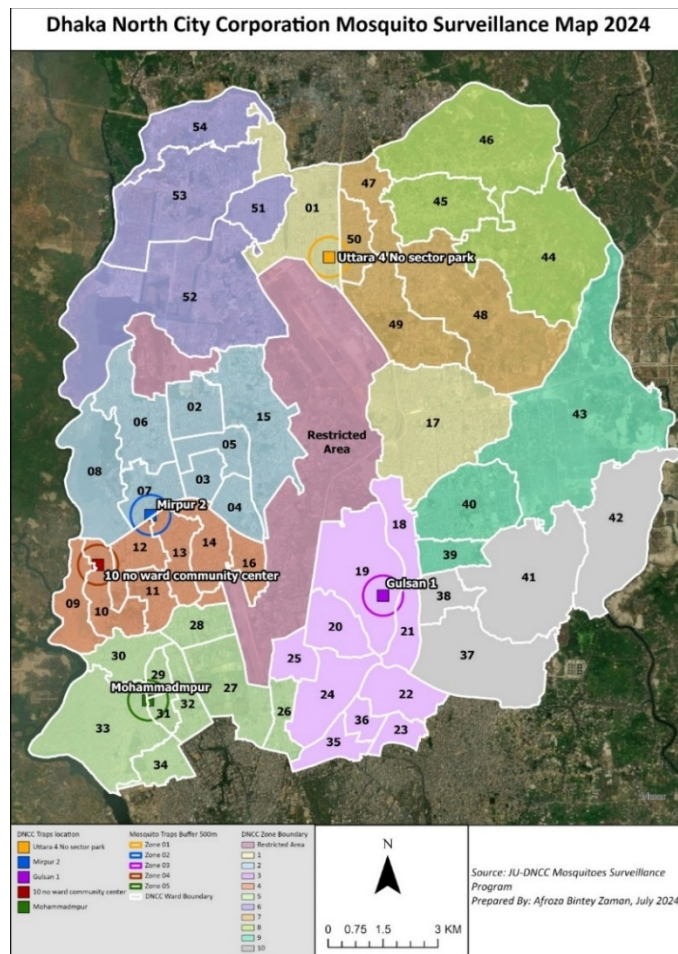 Dhaka North City Corporation Mosquito Surveillance Map 2024
54
46
47
53
01
45
51
50
Uttara 4 No sector park
44
52
48
49
02
15
43
06
17
Restricted
Area
05
08
03
07
04
40
42
Mirpur 2
18
14
12
13
39
16
19
41
10 no ward community center
Gulsan 1
11
38
09
10
20
28
21
37
30
25
29
Mohammadmpur
27
22
24
32
31
26
33
36
23
35
34
DNCC Traps location
Uttara 4 No sector park
Mirpur 2
Gulsan 1
10 no ward community center
Mohammadmpur
Mosquito Traps Buffer 500m
Zone 01
Zone 02
Zone 03
Zone 04
Zone 05
DNCC Ward Boundary
DNCC Zone Boundary
Restricted Area
1
2
3
4
5
6
7
8
9
10
N
0 0.75 1.5 3 KM
Source: JU-DNCC Mosquitoes Surveillance
Program
Prepared By: Afroza Bintey Zaman, July 2024